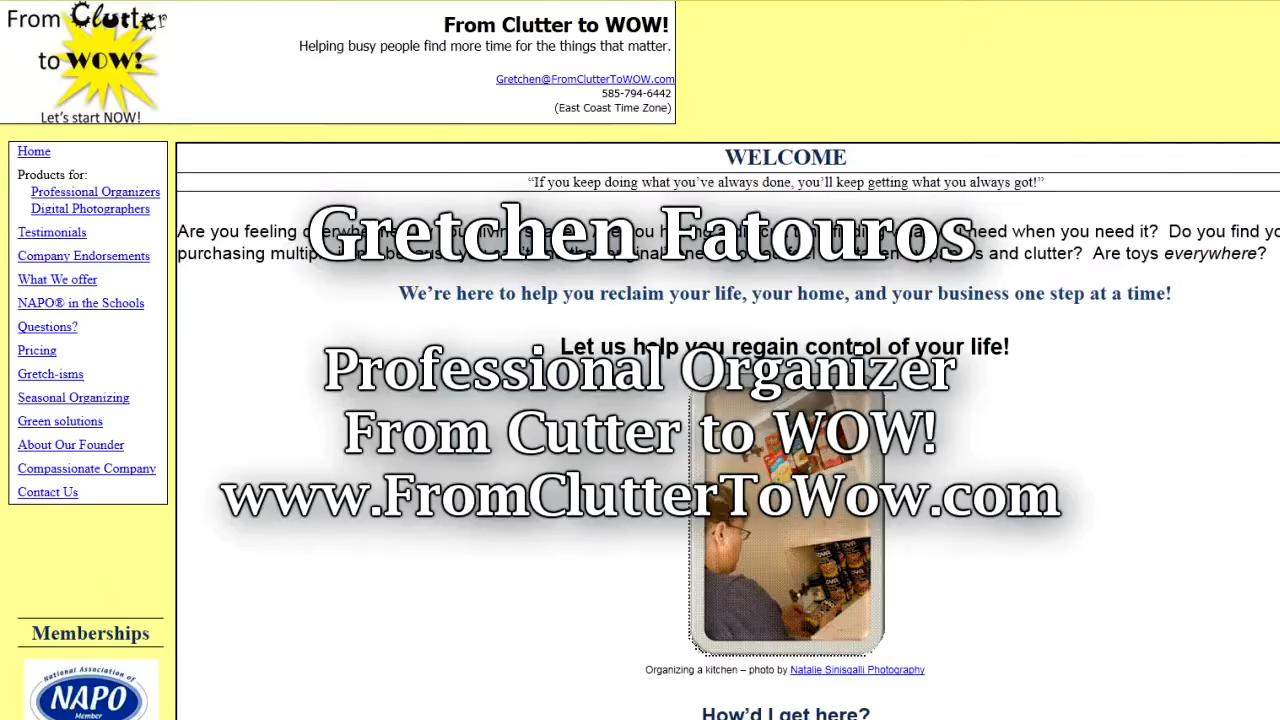 From Clutter
to WOW!
Let's start NOW!
From Clutter to WOW!
Helping busy people find more time for the things that matter.
Gretchen@FromClutterToWOW.com
585-794-6442
(East Coast Time Zone)
Home
Products for:
Professional Organizers
Digital Photographers
Testimonials
Company Endorsements
What We offer
NAPO® in the Schools
Questions?
Pricing
Gretch-isms
Seasonal Organizing
Green solutions
About Our Founder
Compassionate Company
Contact Us
Memberships
National Association of
NAPO
Member
WELCOME
“If you keep doing what you’ve always done, you’ll keep getting what you always got!”
Are you feeling need when you need it? Do you find yo
purchasing and clutter? Are toys everywhere?
Gretchen Fatouros
We’re here to help you reclaim your life, your home, and your business one step at a time!
Let us help you regain control of your life!
Professional Organizer
From Cutter to WOW!
www.FromClutterToWow.com
Organizing a kitchen – photo by Natalie Sinisgalli Photography
How’d I get here?